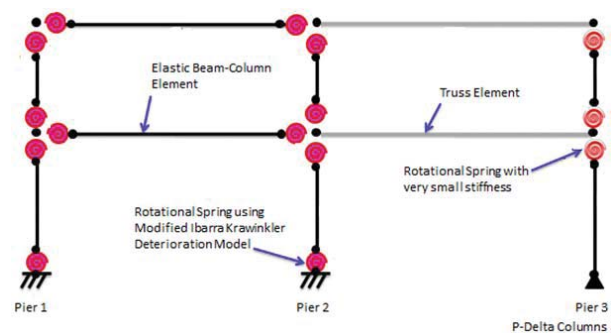 Elastic Beam-Column
Element
Truss Element
Rotational Spring with
very small stiffness
Rotational Spring using
Modified Ibarra Krawinkler
Deterioration Model
Pier 1
Pier 2
Pier 3
P-Delta Columns